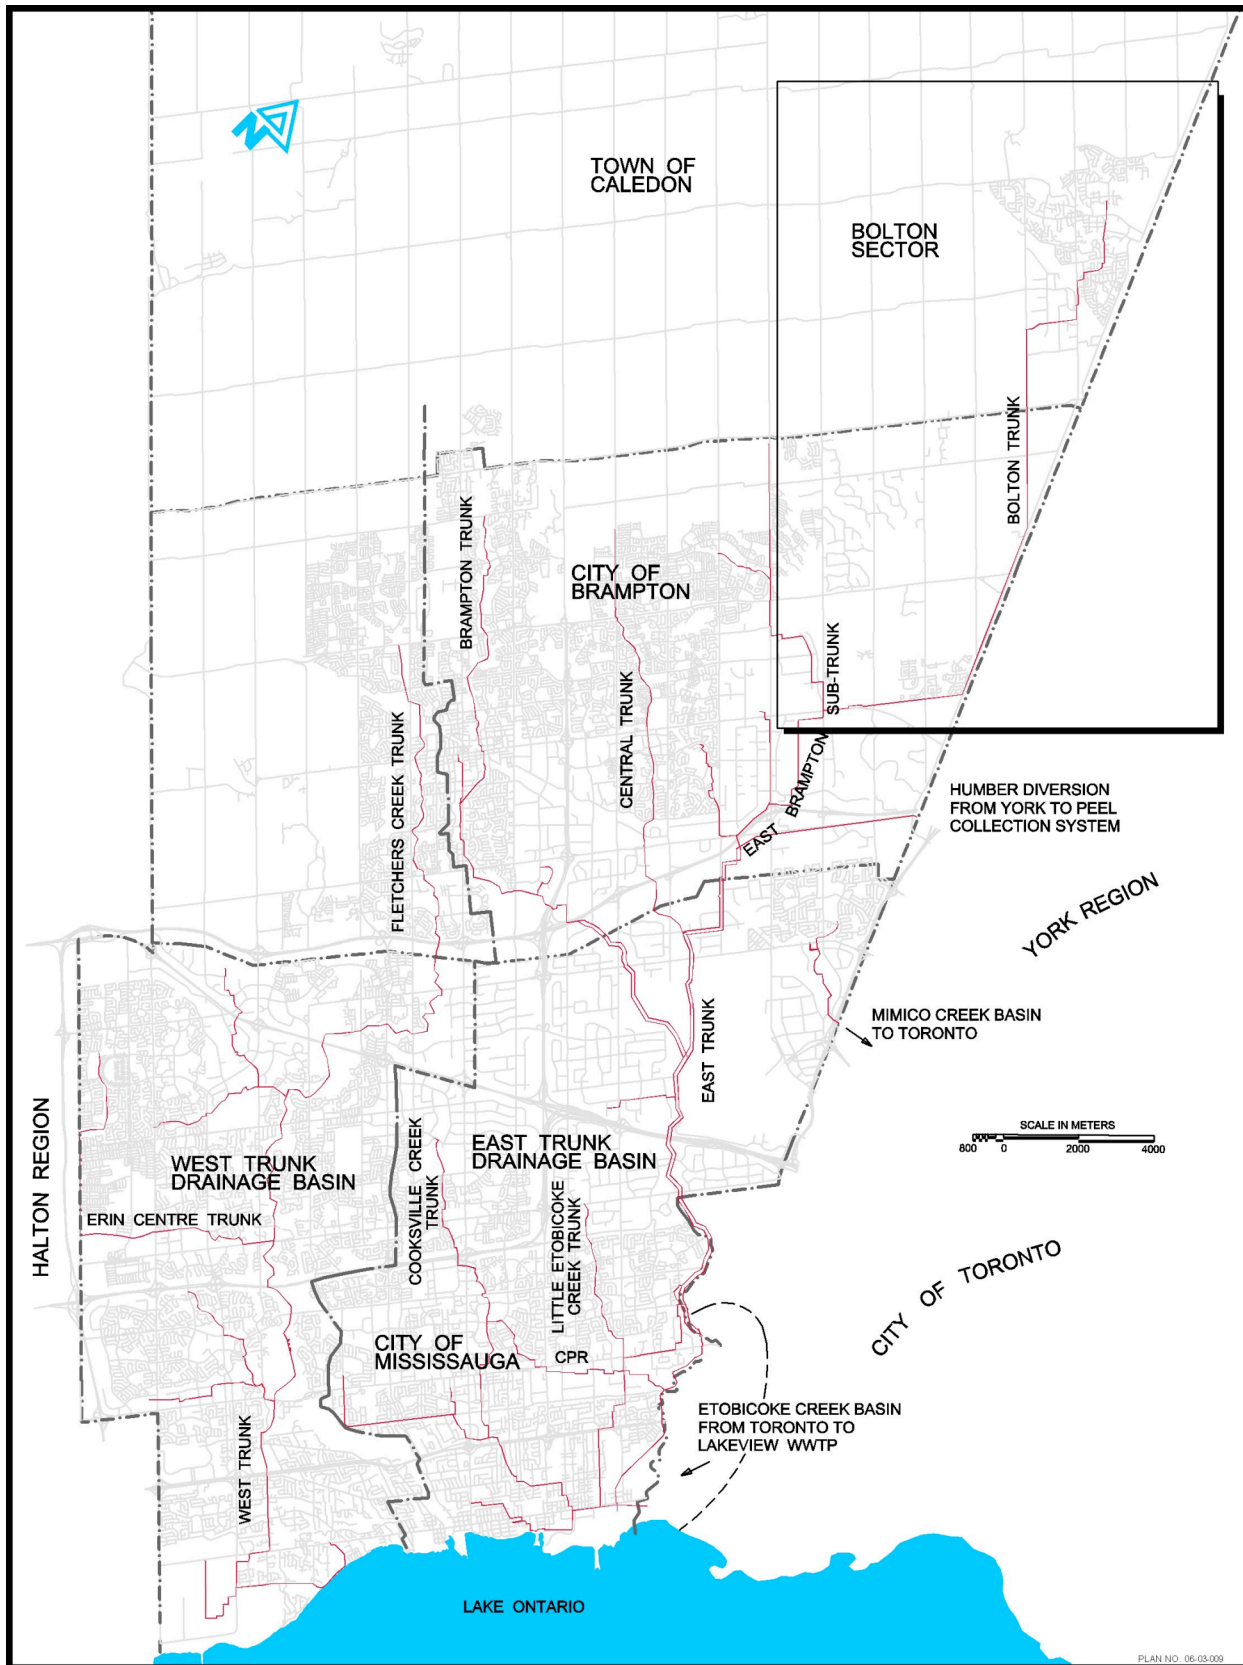 N
TOWN OF
CALEDON
BOLTON
SECTOR
BOLTON TRUNK
BRAMPTON TRUNK
CITY OF
BRAMPTON
SUB-TRUNK
EAST BRAMPTON
CENTRAL TRUNK
FLETCHERS CREEK TRUNK
HUMBER DIVERSION
FROM YORK TO PEEL
COLLECTION SYSTEM
YORK REGION
MIMICO CREEK BASIN
TO TORONTO
EAST TRUNK
HALTON REGION
WEST TRUNK
DRAINAGE BASIN
ERIN CENTRE TRUNK
COOKSVILLE CREEK
TRUNK
EAST TRUNK
DRAINAGE BASIN
LITTLE ETOBICOKE
CREEK TRUNK
SCALE IN METERS
800 0 2000 4000
CITY OF TORONTO
CITY OF
MISSISSAUGA
CPR
ETOBICOKE CREEK BASIN
FROM TORONTO TO
LAKEVIEW WWTP
WEST TRUNK
LAKE ONTARIO
PLAN NO. 06-03-009